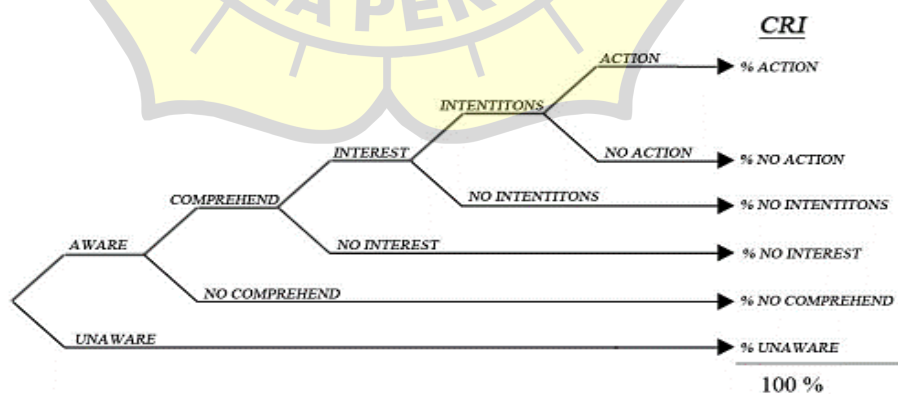 A PER
CRI
ACTION % ACTION
INTENTITONS
INTEREST NO ACTION % NO ACTION
COMPREHEND NO INTENTITONS % NO INTENTITONS
AWARE NO INTEREST % NO INTEREST
NO COMPREHEND % NO COMPREHEND
UNAWARE % UNAWARE
100 %